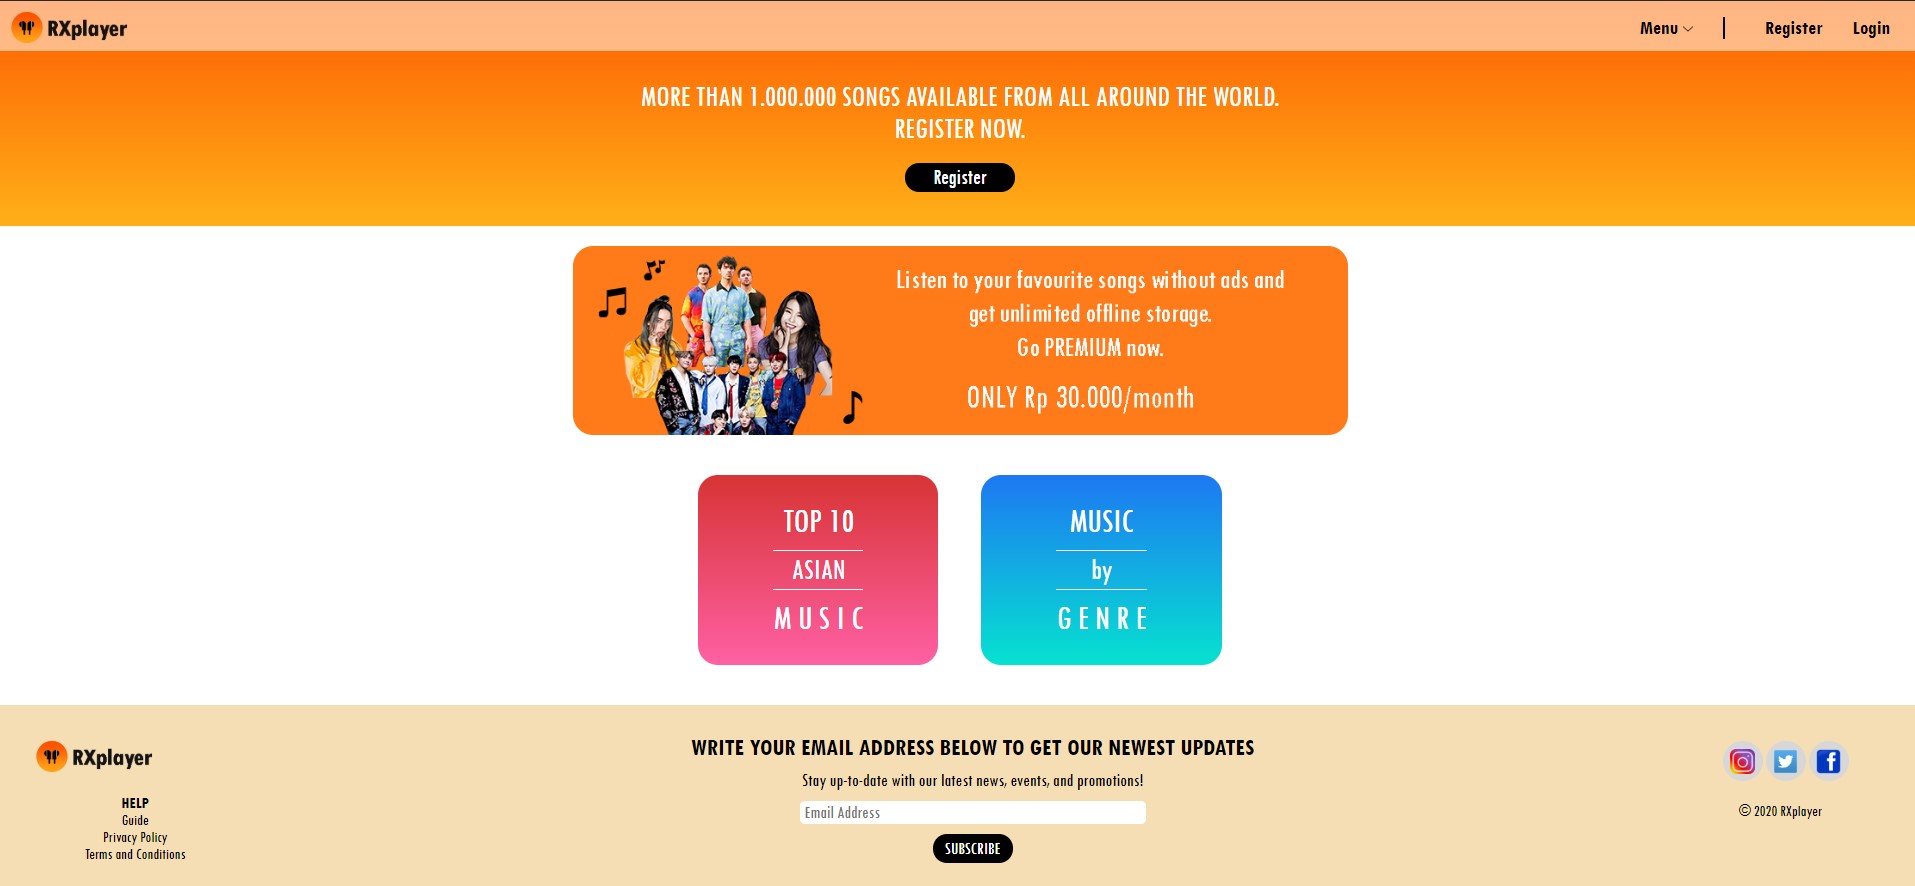 RXplayer
Menu
Register
Login
MORE THAN 1.000.000 SONGS AVAILABLE FROM ALL AROUND THE WORLD.
REGISTER NOW.
Register
Listen to your favourite songs without ads and
get unlimited offline storage.
Go PREMIUM now.
ONLY Rp 30.000/month
TOP 10
ASIAN
MUSIC
MUSIC
by
GENRE
RXplayer
HELP
Guide
Privacy Policy
Terms and Conditions
WRITE YOUR EMAIL ADDRESS BELOW TO GET OUR NEWEST UPDATES
Stay up-to-date with our latest news, events, and promotions!
Email Address
SUBSCRIBE
© 2020 RXplayer